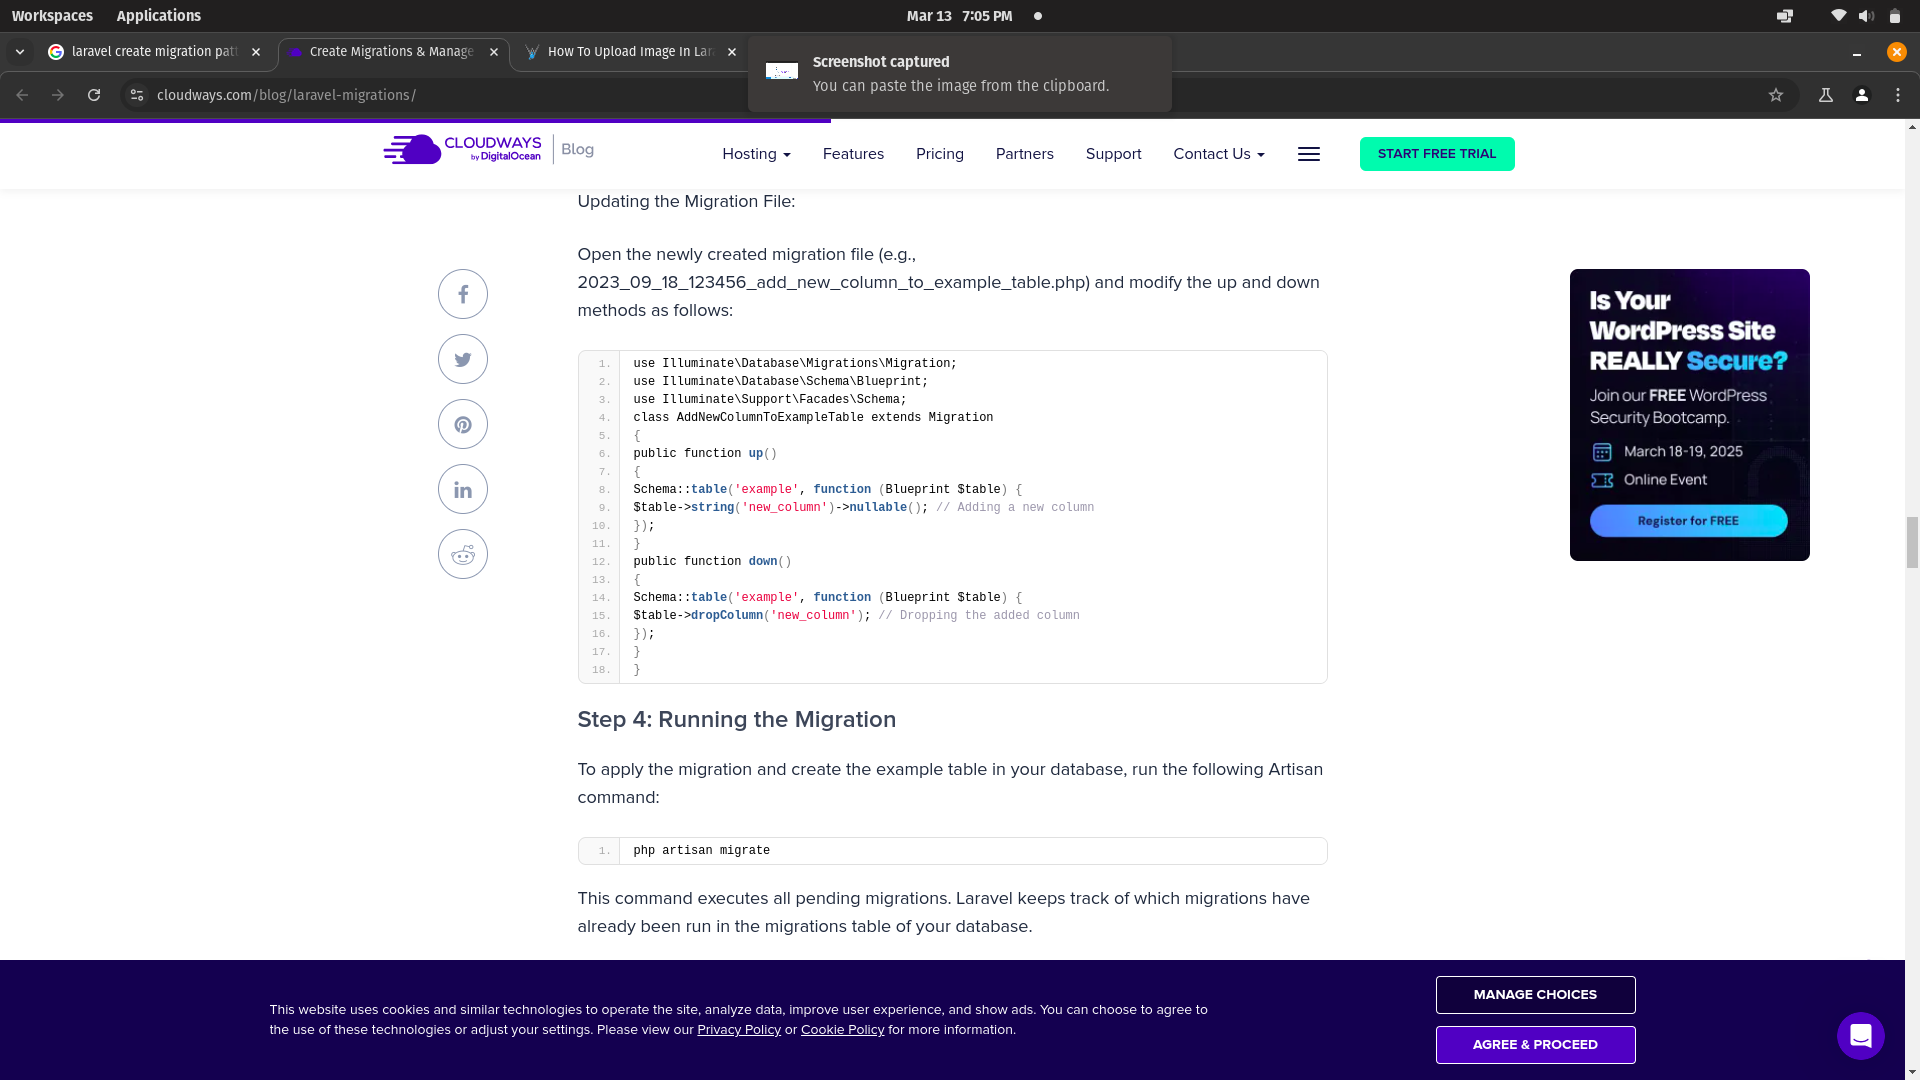 Workspaces Applications Mar 13 7:05 PM
laravel create migration pat Create Migrations & Manage How To Upload Image In Lar
Screenshot captured
You can paste the image from the clipboard.
cloudways.com/blog/laravel-migrations/
CLOUDWAYS by DigitalOcean Blog Hosting Features Pricing Partners Support Contact Us START FREE TRIAL
Updating the Migration File:
Open the newly created migration file (e.g.,
2023_09_18_123456_add_new_column_to_example_table.php) and modify the up and down
methods as follows:
1. use Illuminate\Database\Migrations\Migration;
2. use Illuminate\Database\Schema\Blueprint;
3. use Illuminate\Support\Facades\Schema;
4. class AddNewColumnToExampleTable extends Migration
5. {
6. public function up()
7. {
8. Schema::table('example', function (Blueprint $table) {
9. $table->string('new_column')->nullable(); // Adding a new column
10. });
11. }
12. public function down()
13. {
14. Schema::table('example', function (Blueprint $table) {
15. $table->dropColumn('new_column'); // Dropping the added column
16. });
17. }
18. }
Step 4: Running the Migration
To apply the migration and create the example table in your database, run the following Artisan
command:
1. php artisan migrate
This command executes all pending migrations. Laravel keeps track of which migrations have
already been run in the migrations table of your database.
Is Your
WordPress Site
REALLY Secure?
Join our FREE WordPress
Security Bootcamp.
March 18-19, 2025
Online Event
Register for FREE
This website uses cookies and similar technologies to operate the site, analyze data, improve user experience, and show ads. You can choose to agree to
the use of these technologies or adjust your settings. Please view our Privacy Policy or Cookie Policy for more information.
MANAGE CHOICES
AGREE & PROCEED